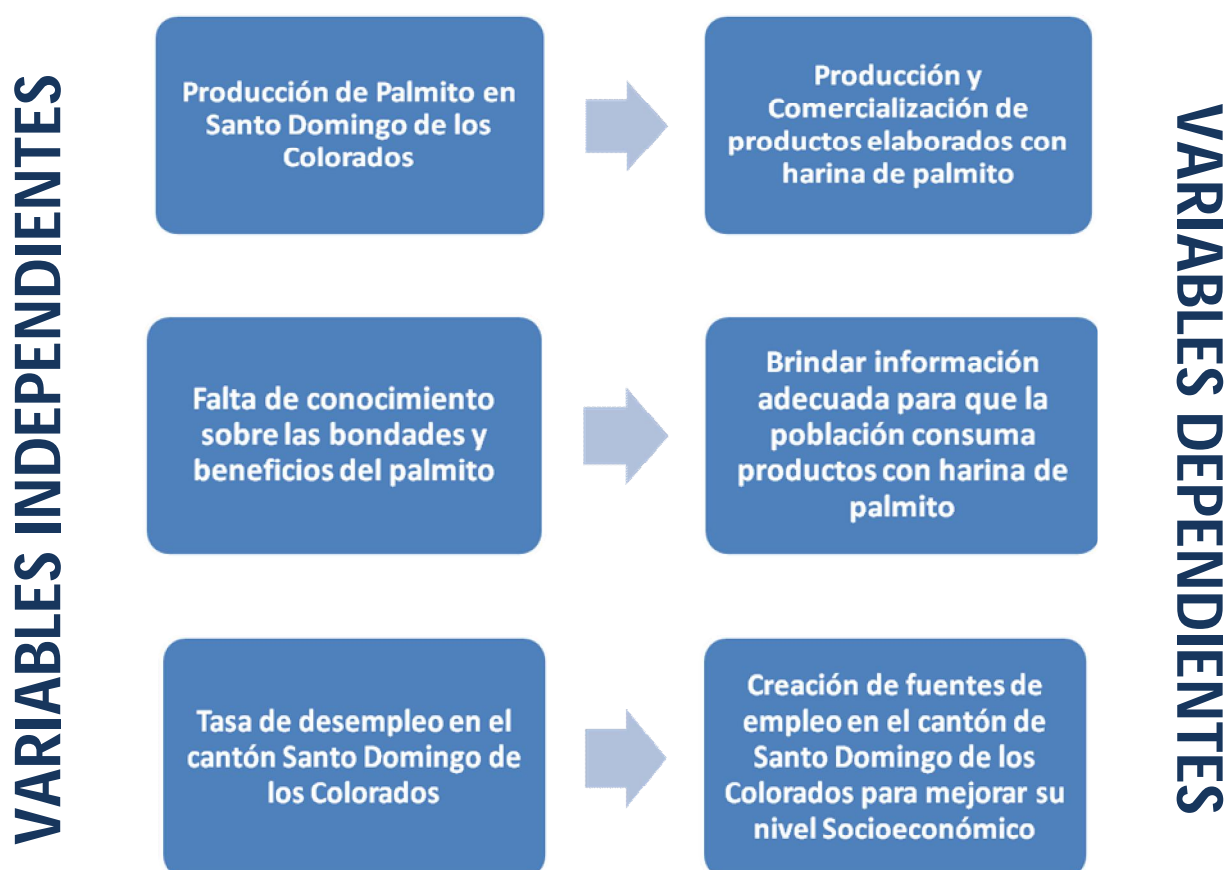 VARIABLES INDEPENDIENTES
Producción de Palmito en
Santo Domingo de los
Colorados
Producción y
Comercialización de
productos elaborados con
harina de palmito
Falta de conocimiento
sobre las bondades y
beneficios del palmito
Brindar información
adecuada para que la
población consuma
productos con harina de
palmito
Tasa de desempleo en el
cantón Santo Domingo de
los Colorados
Creación de fuentes de
empleo en el cantón de
Santo Domingo de los
Colorados para mejorar su
nivel Socioeconómico
VARIABLES DEPENDIENTES